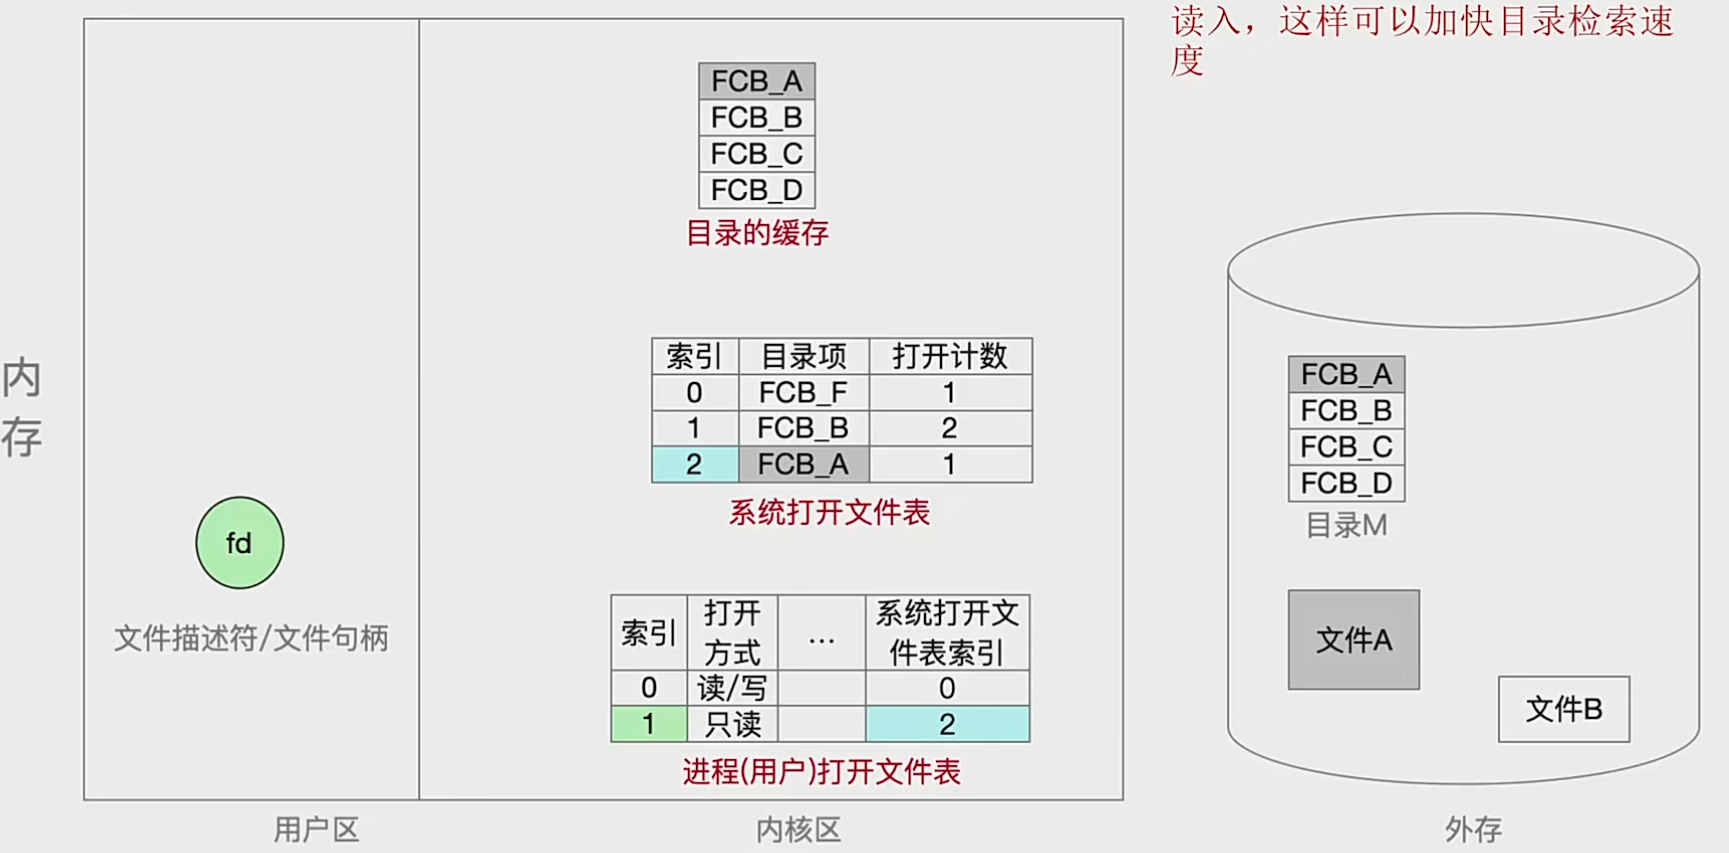 读入，这样可以加快目录检索速
度
FCB_A
FCB_B
FCB_C
FCB_D
目录的缓存
内
存
索引 目录项 打开计数
0 FCB_F 1
1 FCB_B 2
2 FCB_A 1
系统打开文件表
fd
文件描述符/文件句柄
索引 打开 … 系统打开文
方式 件表索引
0 读/写 0
1 只读 2
进程(用户)打开文件表
用户区
内核区
FCB_A
FCB_B
FCB_C
FCB_D
目录M
文件A
文件B
外存